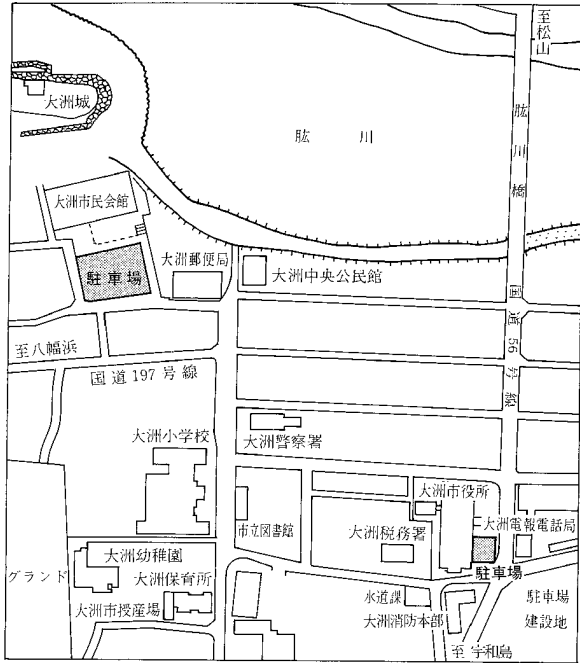 至松山
大洲城
肱川
肱川橋
大洲市民会館
駐車場
大洲郵便局
大洲中央公民館
国道56号線
至八幡浜
国道197号線
大洲小学校
大洲警察署
市立図書館
大洲市役所
大洲税務署
大洲電報電話局
駐車場
大洲幼稚園
グランド
大洲保育所
大洲市授産場
水道課
大洲消防本部
駐車場
建設地
至宇和島